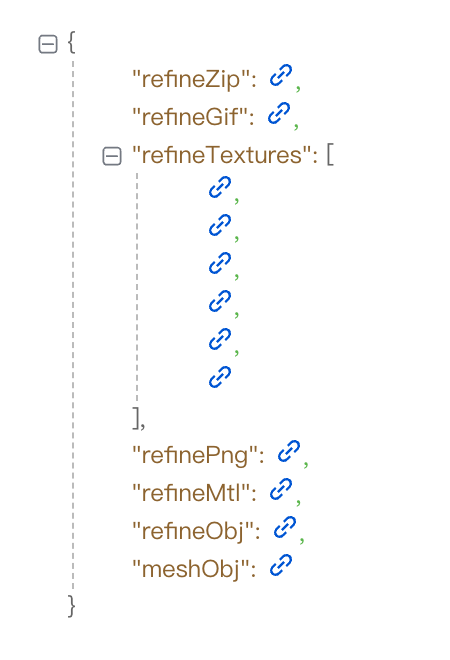 {
"refineZip": ,
"refineGif": ,
"refineTextures": [
,
,
,
,
,
],
"refinePng": ,
"refineMtl": ,
"refineObj": ,
"meshObj":
}